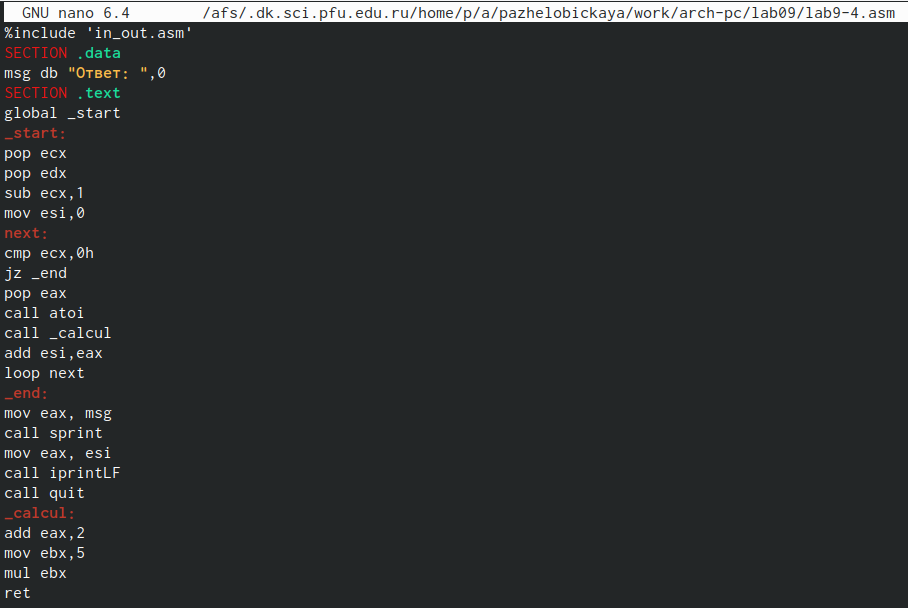 GNU nano 6.4 /afs/.dk.sci.pfu.edu.ru/home/p/a/pazhelobickaya/work/arch-pc/lab09/lab9-4.asm
%include 'in_out.asm'
SECTION .data
msg db "Ответ: ",0
SECTION .text
global _start
_start:
pop ecx
pop edx
sub ecx,1
mov esi,0
next:
cmp ecx,0h
jz _end
pop eax
call atoi
call _calcul
add esi,eax
loop next
_end:
mov eax, msg
call sprint
mov eax, esi
call iprintLF
call quit
_calcul:
add eax,2
mov ebx,5
mul ebx
ret